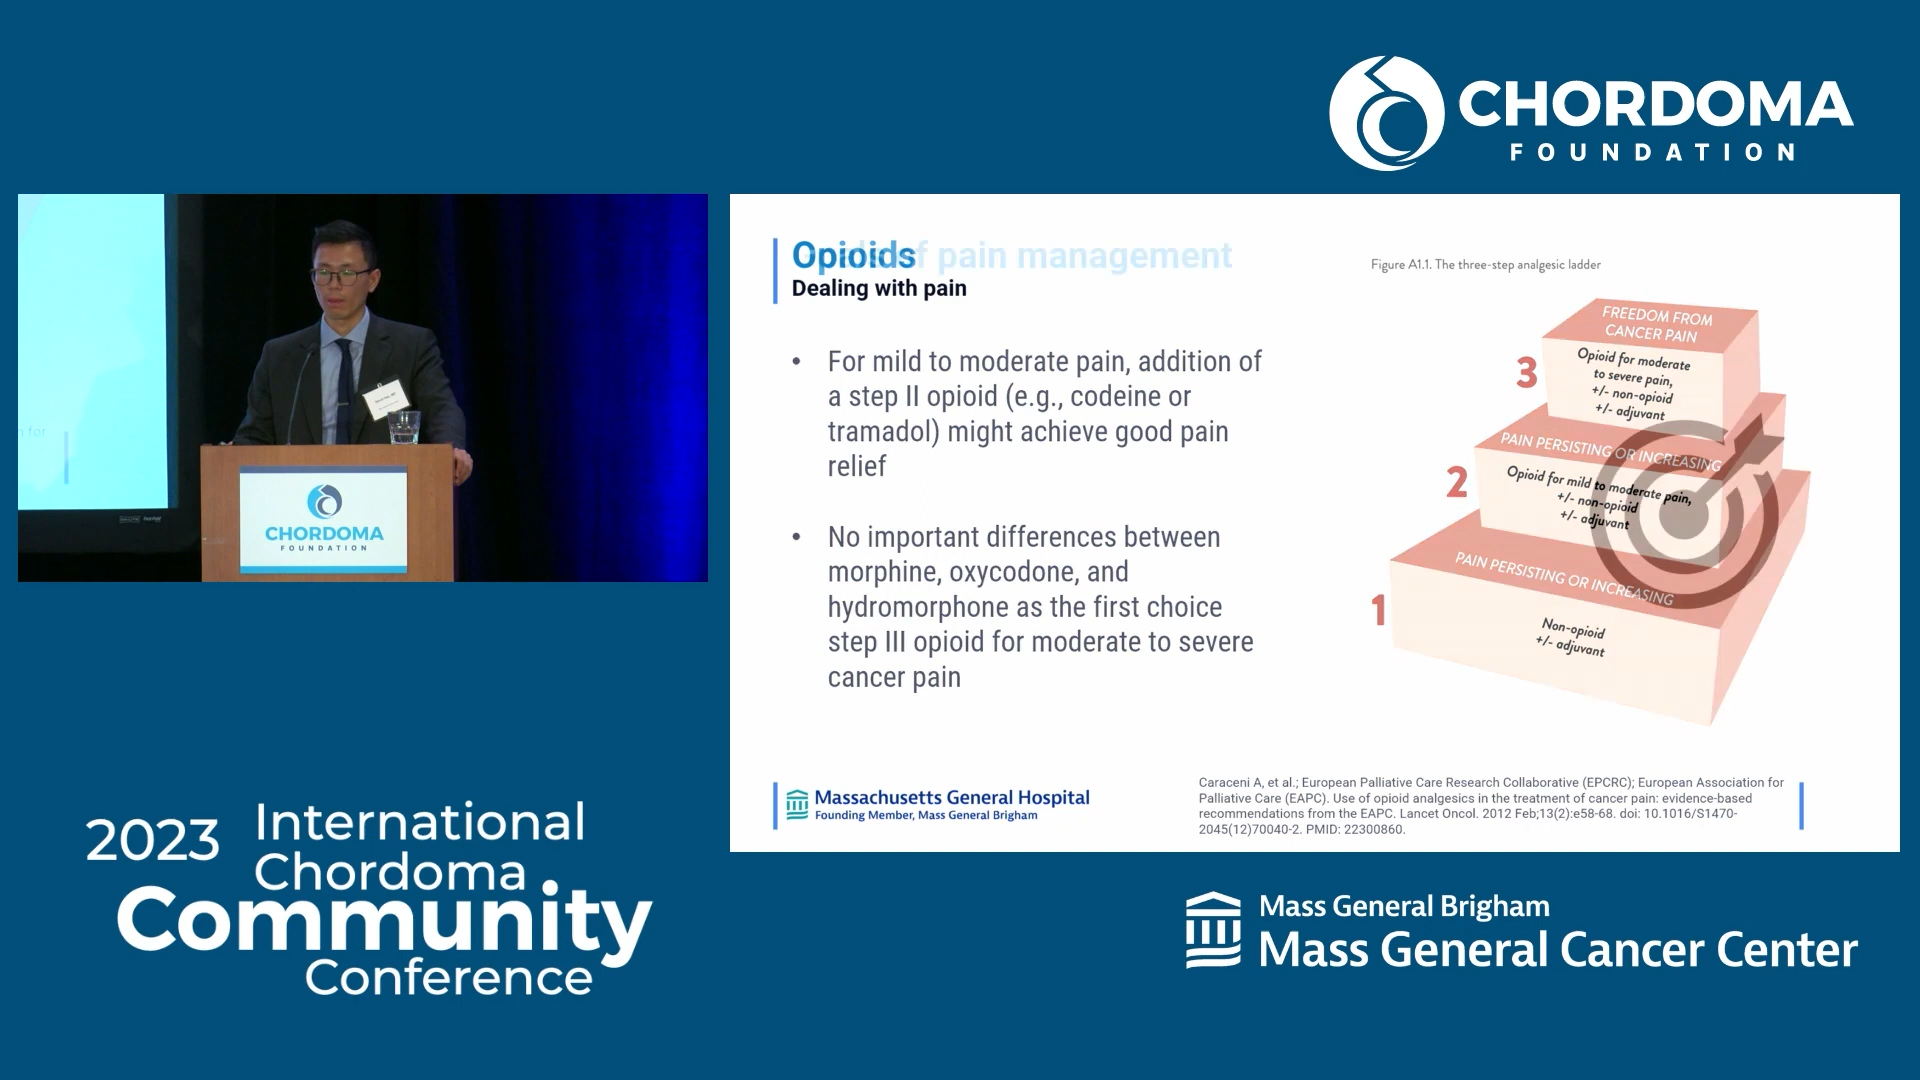 CHORDOMA
FOUNDATION
CHORDOMA
FOUNDATION
Opioids
of pain management
Dealing with pain
• For mild to moderate pain, addition of
a step II opioid (e.g., codeine or
tramadol) might achieve good pain
relief
• No important differences between
morphine, oxycodone, and
hydromorphone as the first choice
step III opioid for moderate to severe
cancer pain
Figure A1.1. The three-step analgesic ladder
FREEDOM FROM
CANCER PAIN
3
Opioid for moderate
to severe pain,
+/- non-opioid
+/- adjuvant
PAIN PERSISTING OR INCREASING
2
Opioid for mild to moderate pain,
+/- non-opioid
+/- adjuvant
PAIN PERSISTING OR INCREASING
1
Non-opioid
+/- adjuvant
Massachusetts General Hospital
Founding Member, Mass General Brigham
Caraceni A, et al.; European Palliative Care Research Collaborative (EPCRC); European Association for
Palliative Care (EAPC). Use of opioid analgesics in the treatment of cancer pain: evidence-based
recommendations from the EAPC. Lancet Oncol. 2012 Feb;13(2):e58-68. doi: 10.1016/S1470-
2045(12)70040-2. PMID: 22300860.
2023 International
Chordoma
Community
Conference
Mass General Brigham
Mass General Cancer Center